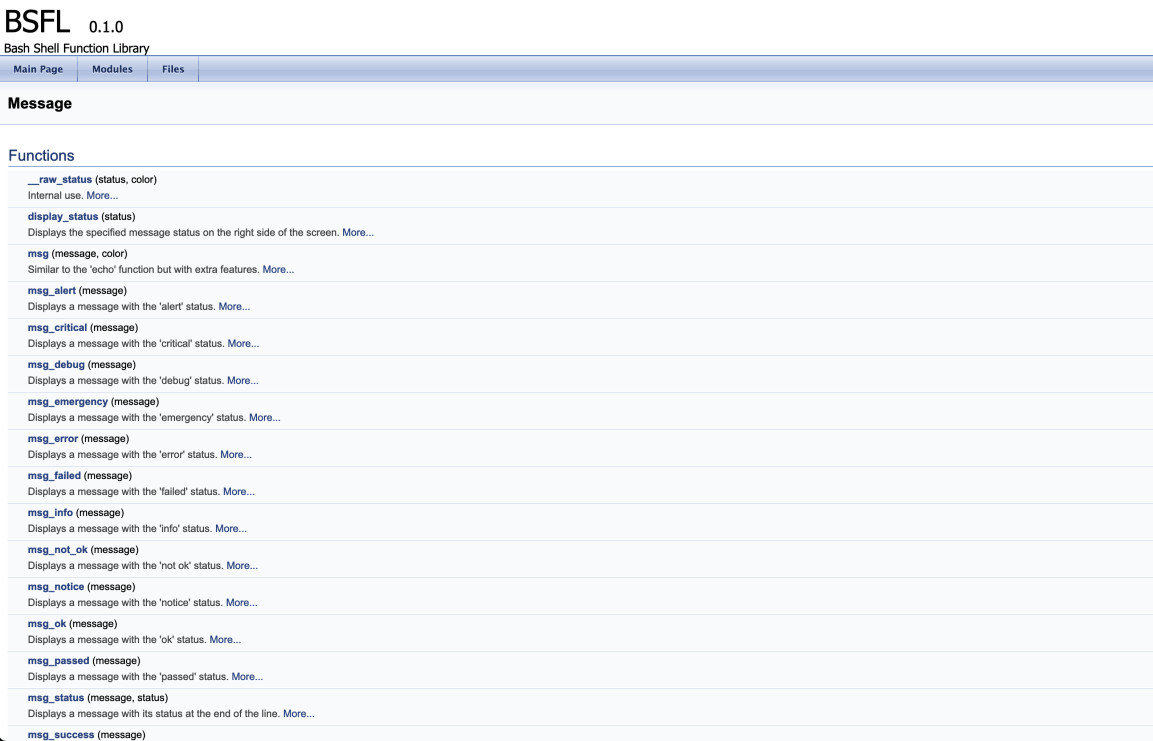 BSFL 0.1.0
Bash Shell Function Library
Main Page Modules Files
Message
Functions
__raw_status (status, color)
Internal use. More...
display_status (status)
Displays the specified message status on the right side of the screen. More...
msg (message, color)
Similar to the 'echo' function but with extra features. More...
msg_alert (message)
Displays a message with the 'alert' status. More...
msg_critical (message)
Displays a message with the 'critical' status. More...
msg_debug (message)
Displays a message with the 'debug' status. More...
msg_emergency (message)
Displays a message with the 'emergency' status. More...
msg_error (message)
Displays a message with the 'error' status. More...
msg_failed (message)
Displays a message with the 'failed' status. More...
msg_info (message)
Displays a message with the 'info' status. More...
msg_not_ok (message)
Displays a message with the 'not ok' status. More...
msg_notice (message)
Displays a message with the 'notice' status. More...
msg_ok (message)
Displays a message with the 'ok' status. More...
msg_passed (message)
Displays a message with the 'passed' status. More...
msg_status (message, status)
Displays a message with its status at the end of the line. More...
msg_success (message)